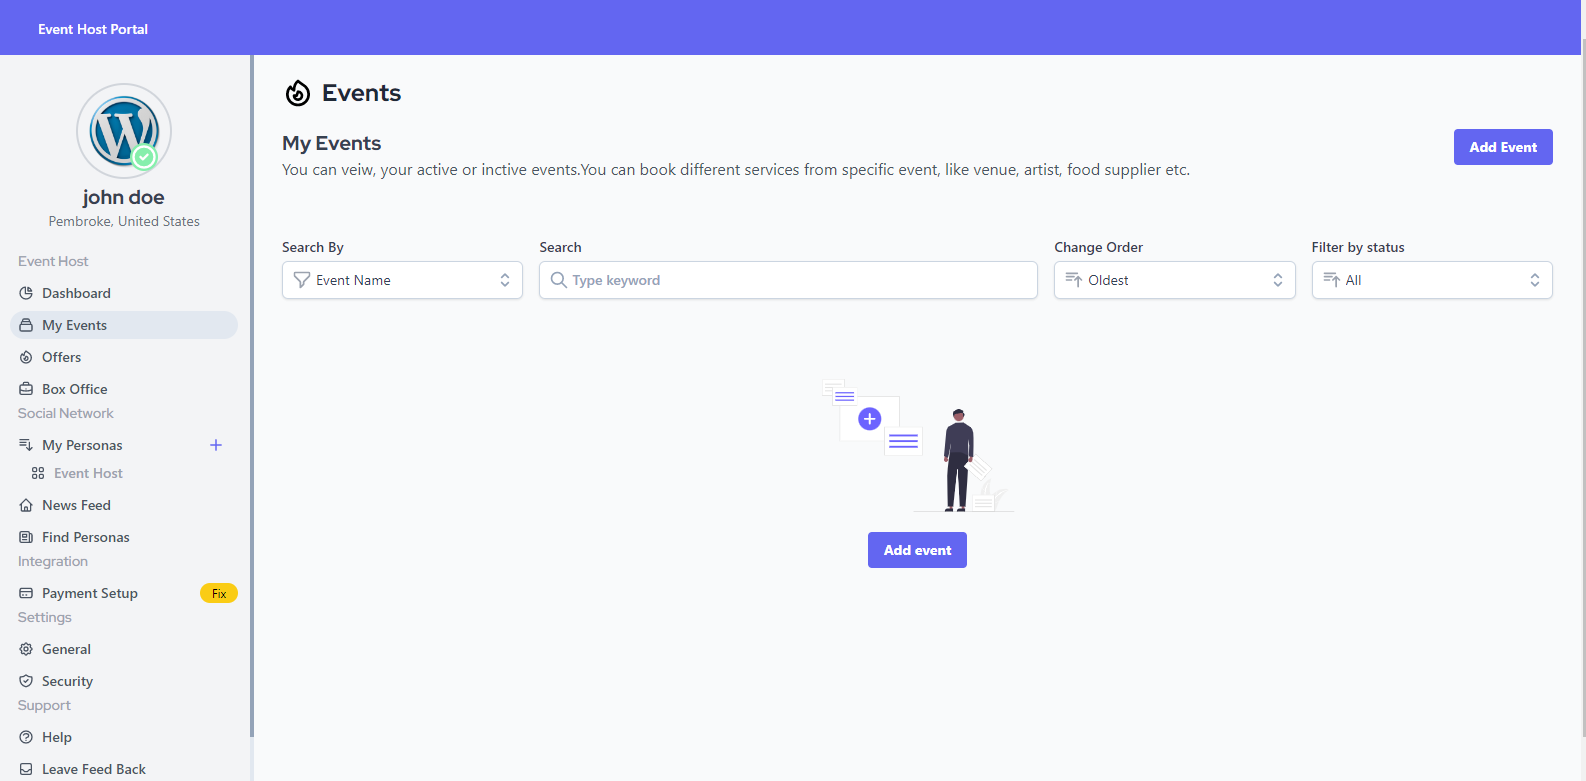 Event Host Portal
john doe
Pembroke, United States
Event Host
Dashboard
My Events
Offers
Box Office
Social Network
My Personas
Event Host
News Feed
Find Personas
Integration
Payment Setup Fix
Settings
General
Security
Support
Help
Leave Feed Back
Events
My Events
You can veiw, your active or inctive events.You can book different services from specific event, like venue, artist, food supplier etc.
Add Event
Search By
Event Name
Search
Type keyword
Change Order
Oldest
Filter by status
All
Add event